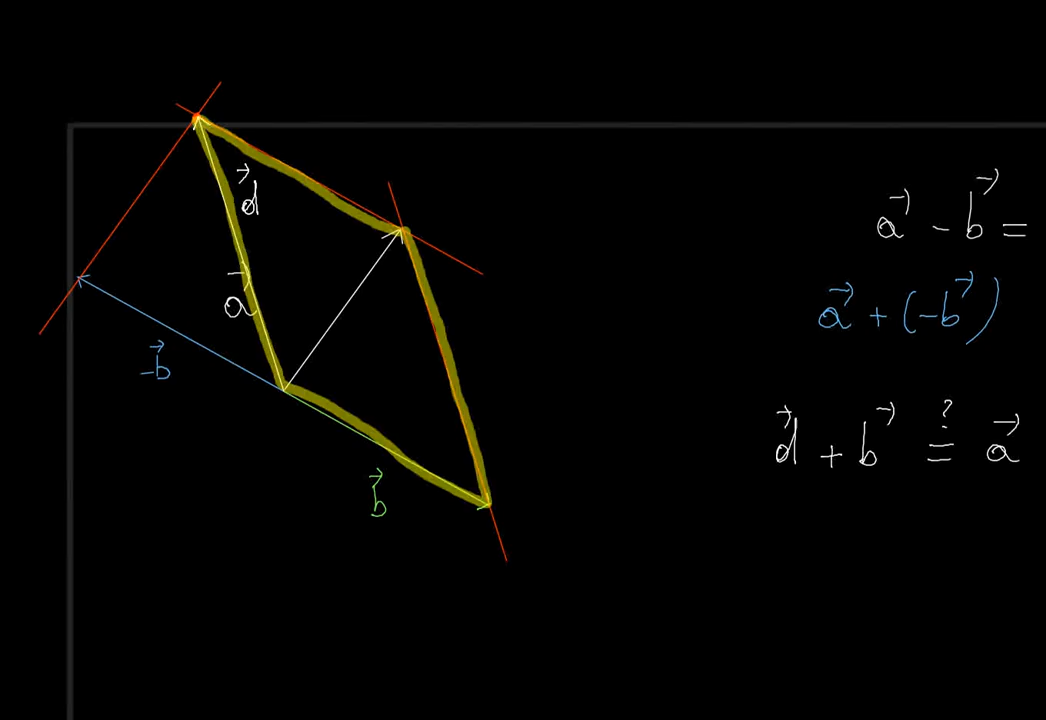 d⃗
a⃗
-b⃗
b⃗
a⃗ - b⃗ =
a⃗ + (-b⃗)
d⃗ + b⃗ ≟ a⃗